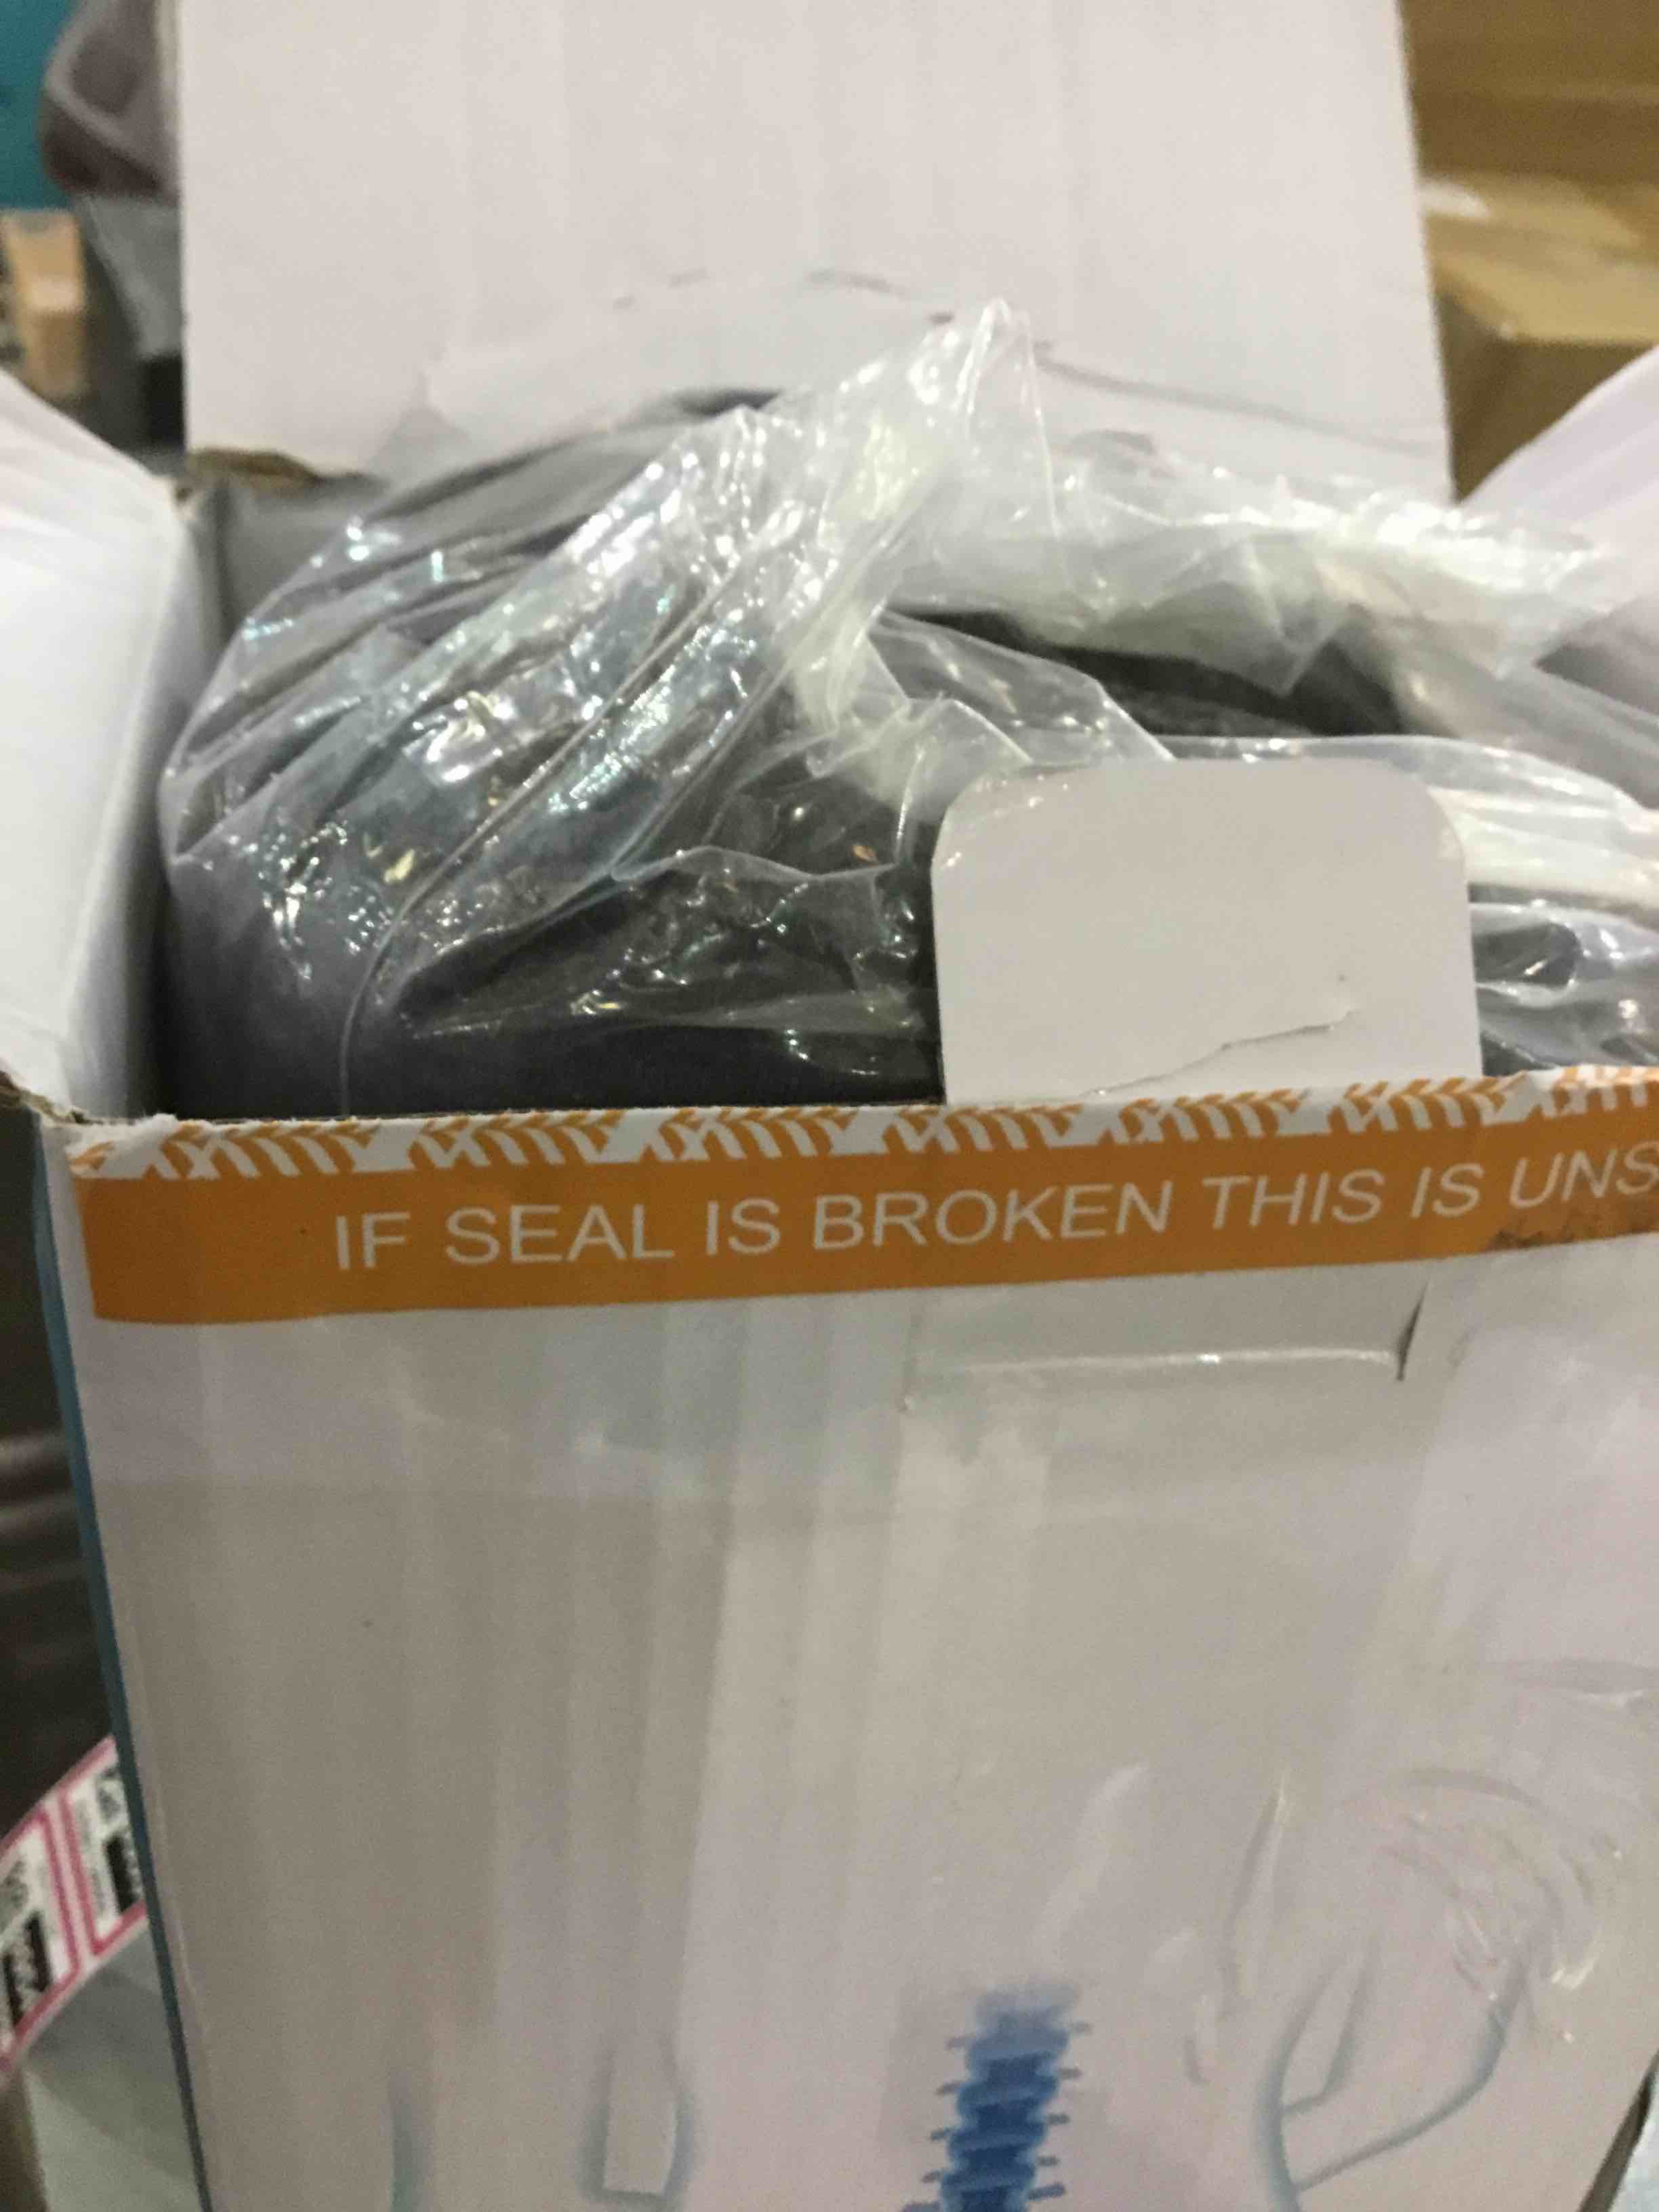 IF SEAL IS BROKEN THIS IS UNS